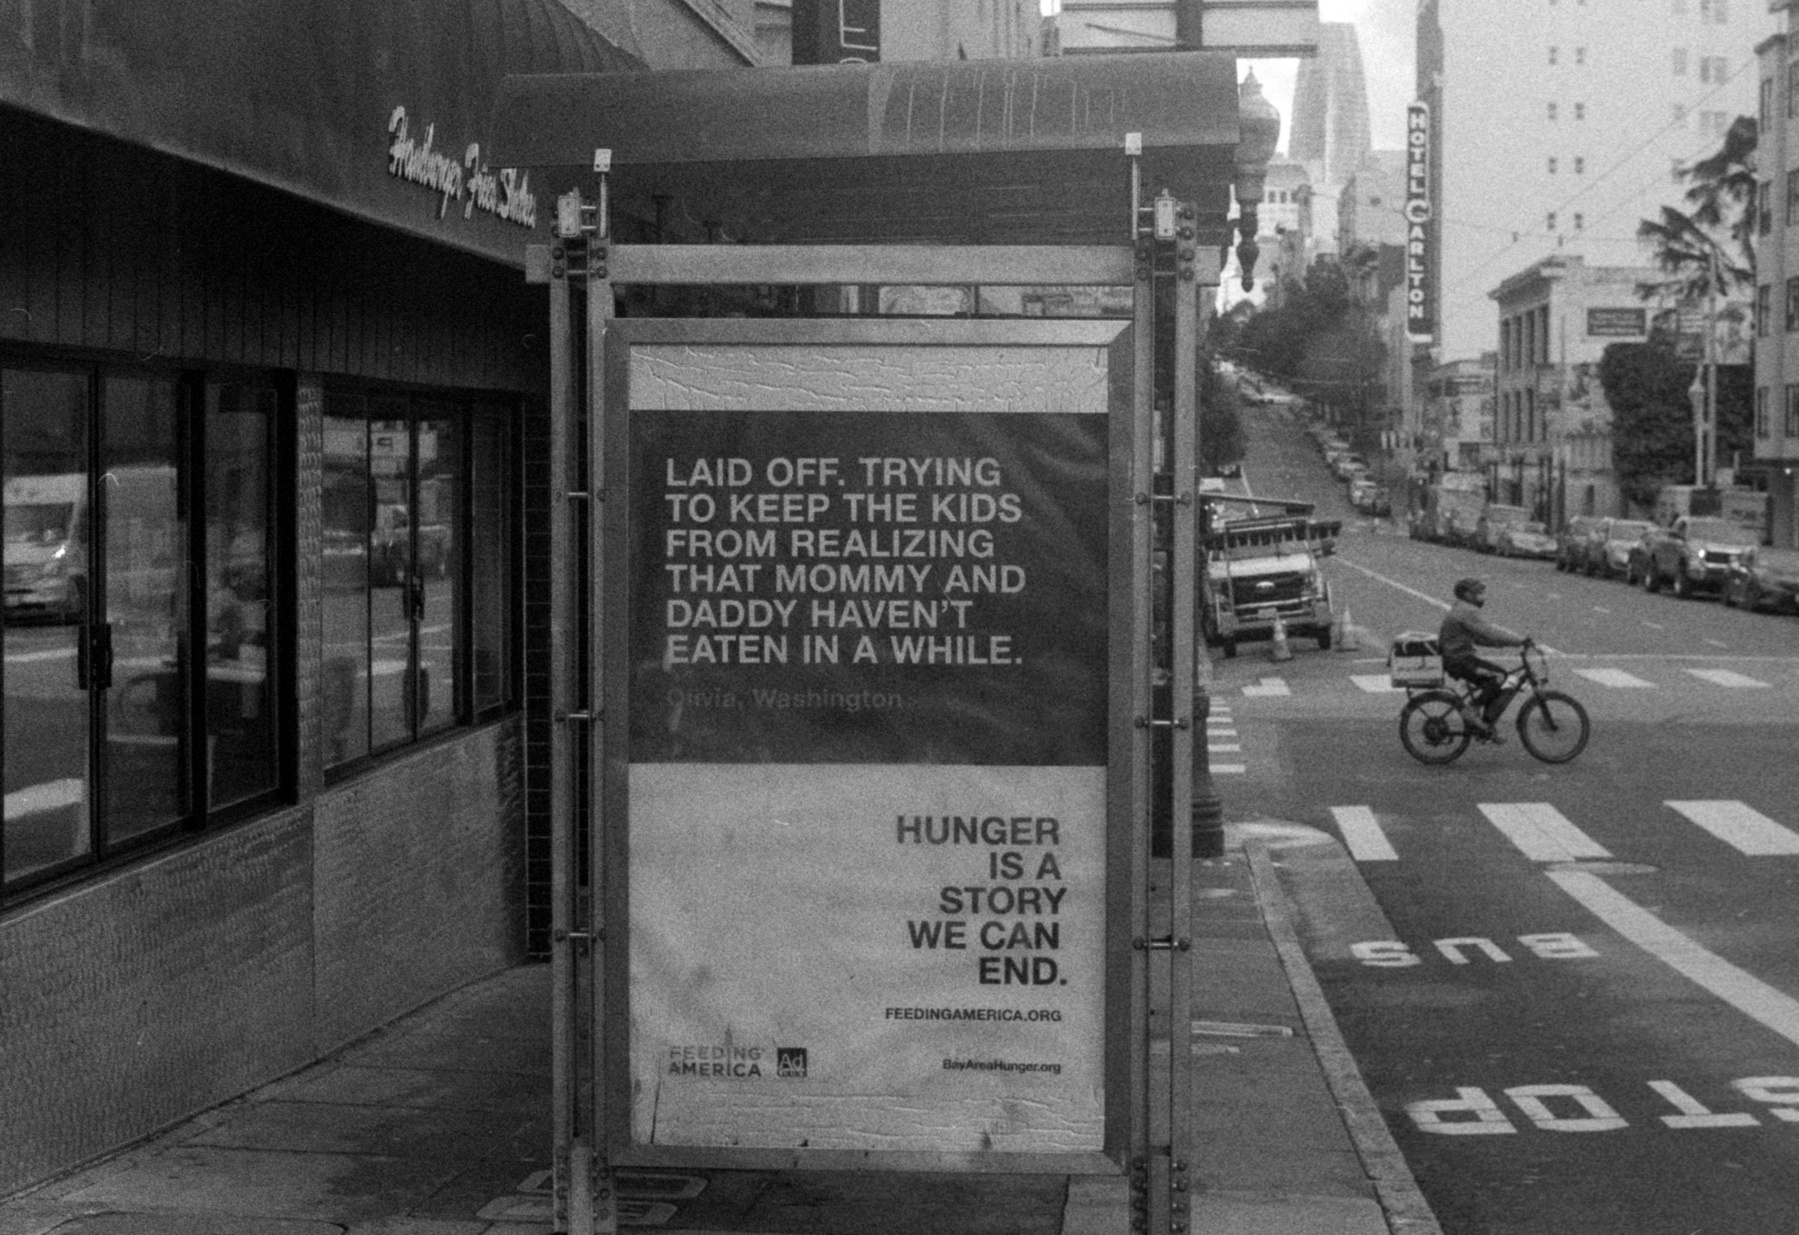 Hamburger Fries Shakes
HOTEL CARLTON
LAID OFF. TRYING
TO KEEP THE KIDS
FROM REALIZING
THAT MOMMY AND
DADDY HAVEN'T
EATEN IN A WHILE.
Olivia, Washington
HUNGER
IS A
STORY
WE CAN
END.
FEEDINGAMERICA.ORG
FEEDING
AMERICA
Ad
Council
BayAreaHunger.org
BUS
STOP